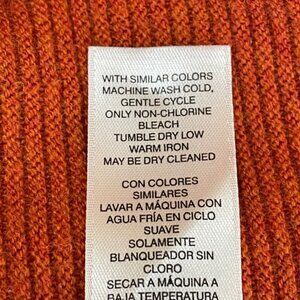 WITH SIMILAR COLORS
MACHINE WASH COLD,
GENTLE CYCLE
ONLY NON-CHLORINE
BLEACH
TUMBLE DRY LOW
WARM IRON
MAY BE DRY CLEANED
CON COLORES
SIMILARES
LAVAR A MÁQUINA CON
AGUA FRÍA EN CICLO
SUAVE
SOLAMENTE
BLANQUEADOR SIN
CLORO
SECAR A MÁQUINA A
BAJA TEMPERATURA